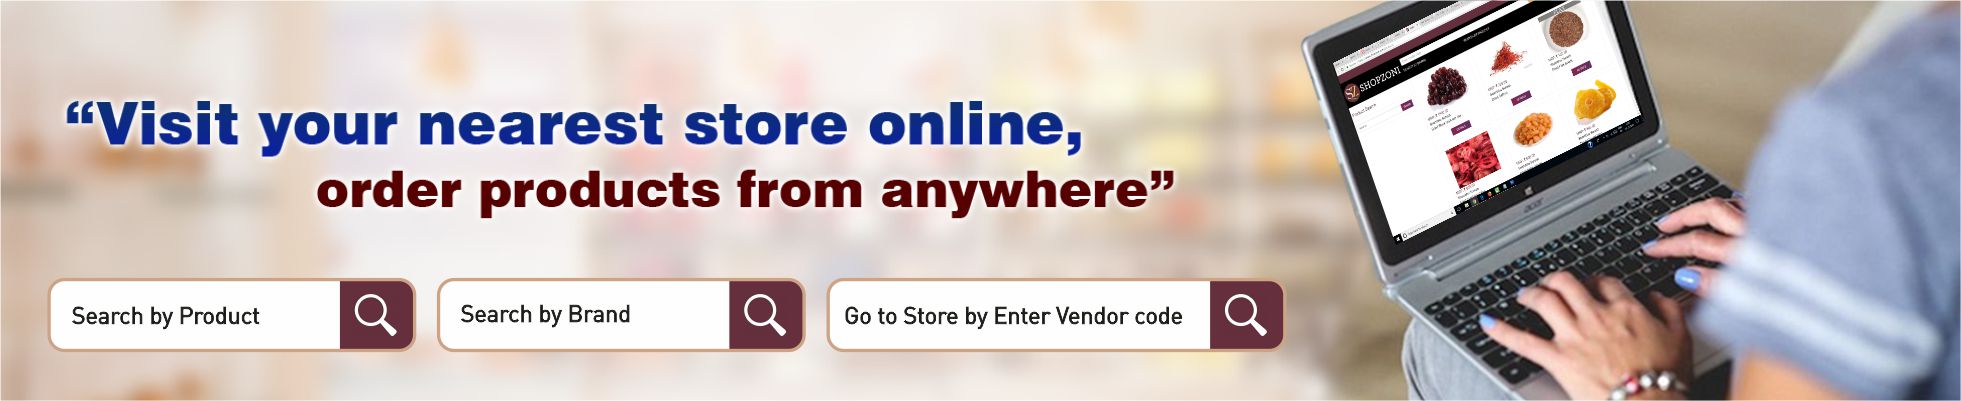 “Visit your nearest store online,
order products from anywhere”
Search by Product
Search by Brand
Go to Store by Enter Vendor code
SZ SHOPZONI
acer